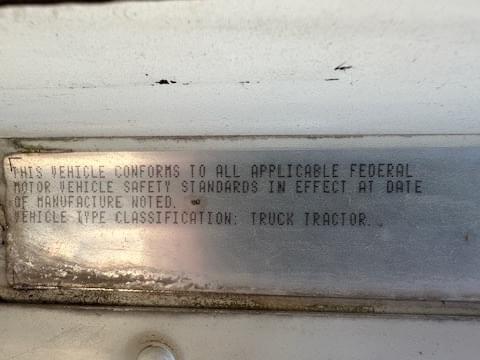 THIS VEHICLE CONFORMS TO ALL APPLICABLE FEDERAL
MOTOR VEHICLE SAFETY STANDARDS IN EFFECT AT DATE
OF MANUFACTURE NOTED.
VEHICLE TYPE CLASSIFICATION: TRUCK TRACTOR.